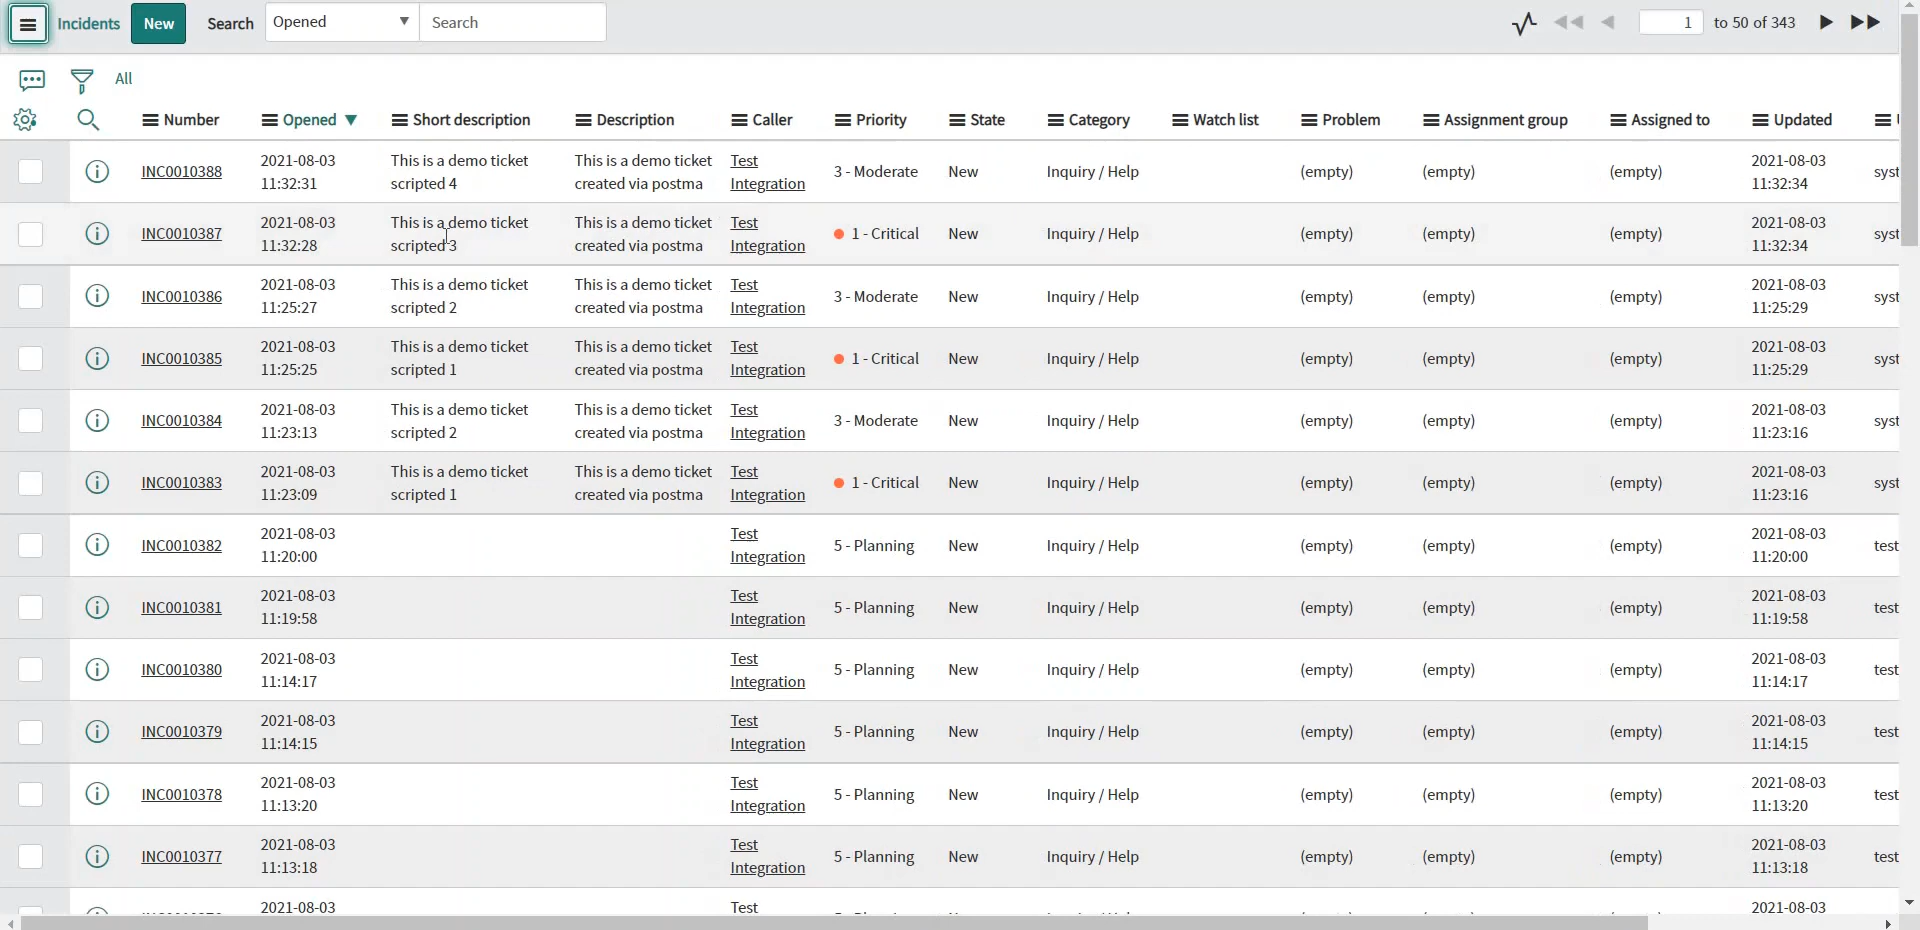 Incidents New Search Opened Search 1 to 50 of 343
All
Number Opened Short description Description Caller Priority State Category Watch list Problem Assignment group Assigned to Updated
INC0010388 2021-08-03 11:32:31 This is a demo ticket scripted 4 This is a demo ticket created via postma Test Integration 3 - Moderate New Inquiry / Help (empty) (empty) (empty) 2021-08-03 11:32:34 syst
INC0010387 2021-08-03 11:32:28 This is a demo ticket scripted 3 This is a demo ticket created via postma Test Integration 1 - Critical New Inquiry / Help (empty) (empty) (empty) 2021-08-03 11:32:34 syst
INC0010386 2021-08-03 11:25:27 This is a demo ticket scripted 2 This is a demo ticket created via postma Test Integration 3 - Moderate New Inquiry / Help (empty) (empty) (empty) 2021-08-03 11:25:29 syst
INC0010385 2021-08-03 11:25:25 This is a demo ticket scripted 1 This is a demo ticket created via postma Test Integration 1 - Critical New Inquiry / Help (empty) (empty) (empty) 2021-08-03 11:25:29 syst
INC0010384 2021-08-03 11:23:13 This is a demo ticket scripted 2 This is a demo ticket created via postma Test Integration 3 - Moderate New Inquiry / Help (empty) (empty) (empty) 2021-08-03 11:23:16 syst
INC0010383 2021-08-03 11:23:09 This is a demo ticket scripted 1 This is a demo ticket created via postma Test Integration 1 - Critical New Inquiry / Help (empty) (empty) (empty) 2021-08-03 11:23:16 syst
INC0010382 2021-08-03 11:20:00 Test Integration 5 - Planning New Inquiry / Help (empty) (empty) (empty) 2021-08-03 11:20:00 test
INC0010381 2021-08-03 11:19:58 Test Integration 5 - Planning New Inquiry / Help (empty) (empty) (empty) 2021-08-03 11:19:58 test
INC0010380 2021-08-03 11:14:17 Test Integration 5 - Planning New Inquiry / Help (empty) (empty) (empty) 2021-08-03 11:14:17 test
INC0010379 2021-08-03 11:14:15 Test Integration 5 - Planning New Inquiry / Help (empty) (empty) (empty) 2021-08-03 11:14:15 test
INC0010378 2021-08-03 11:13:20 Test Integration 5 - Planning New Inquiry / Help (empty) (empty) (empty) 2021-08-03 11:13:20 test
INC0010377 2021-08-03 11:13:18 Test Integration 5 - Planning New Inquiry / Help (empty) (empty) (empty) 2021-08-03 11:13:18 test
2021-08-03 Test 2021-08-03